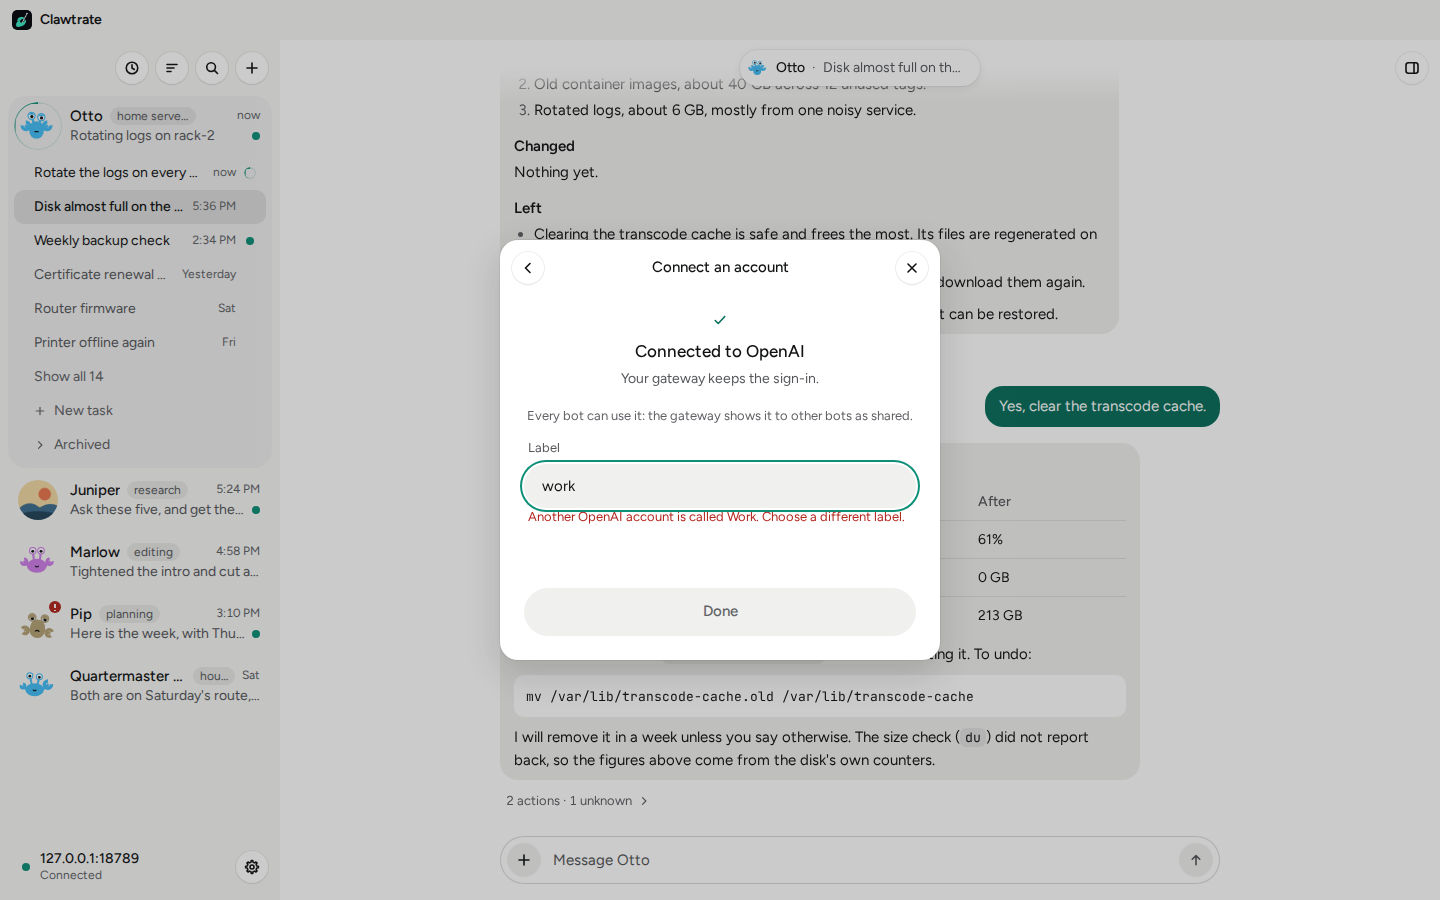 Clawtrate
Otto home serve... now
Rotating logs on rack-2
Rotate the logs on every ... now
Disk almost full on the ... 5:36 PM
Weekly backup check 2:34 PM
Certificate renewal ... Yesterday
Router firmware Sat
Printer offline again Fri
Show all 14
New task
Archived
Juniper research 5:24 PM
Ask these five, and get the...
Marlow editing 4:58 PM
Tightened the intro and cut a...
Pip planning 3:10 PM
Here is the week, with Thu...
Quartermaster ... hou... Sat
Both are on Saturday's route,...
127.0.0.1:18789
Connected
Otto · Disk almost full on th...
2. Old container images, about 40 GB across 12 unused tags.
3. Rotated logs, about 6 GB, mostly from one noisy service.
Changed
Nothing yet.
Left
• Clearing the transcode cache is safe and frees the most. Its files are regenerated on
download them again.
t can be restored.
Yes, clear the transcode cache.
After
61%
0 GB
213 GB
ing it. To undo:
mv /var/lib/transcode-cache.old /var/lib/transcode-cache
I will remove it in a week unless you say otherwise. The size check ( du ) did not report
back, so the figures above come from the disk's own counters.
2 actions · 1 unknown
Message Otto
Connect an account
Connected to OpenAI
Your gateway keeps the sign-in.
Every bot can use it: the gateway shows it to other bots as shared.
Label
work
Another OpenAI account is called Work. Choose a different label.
Done